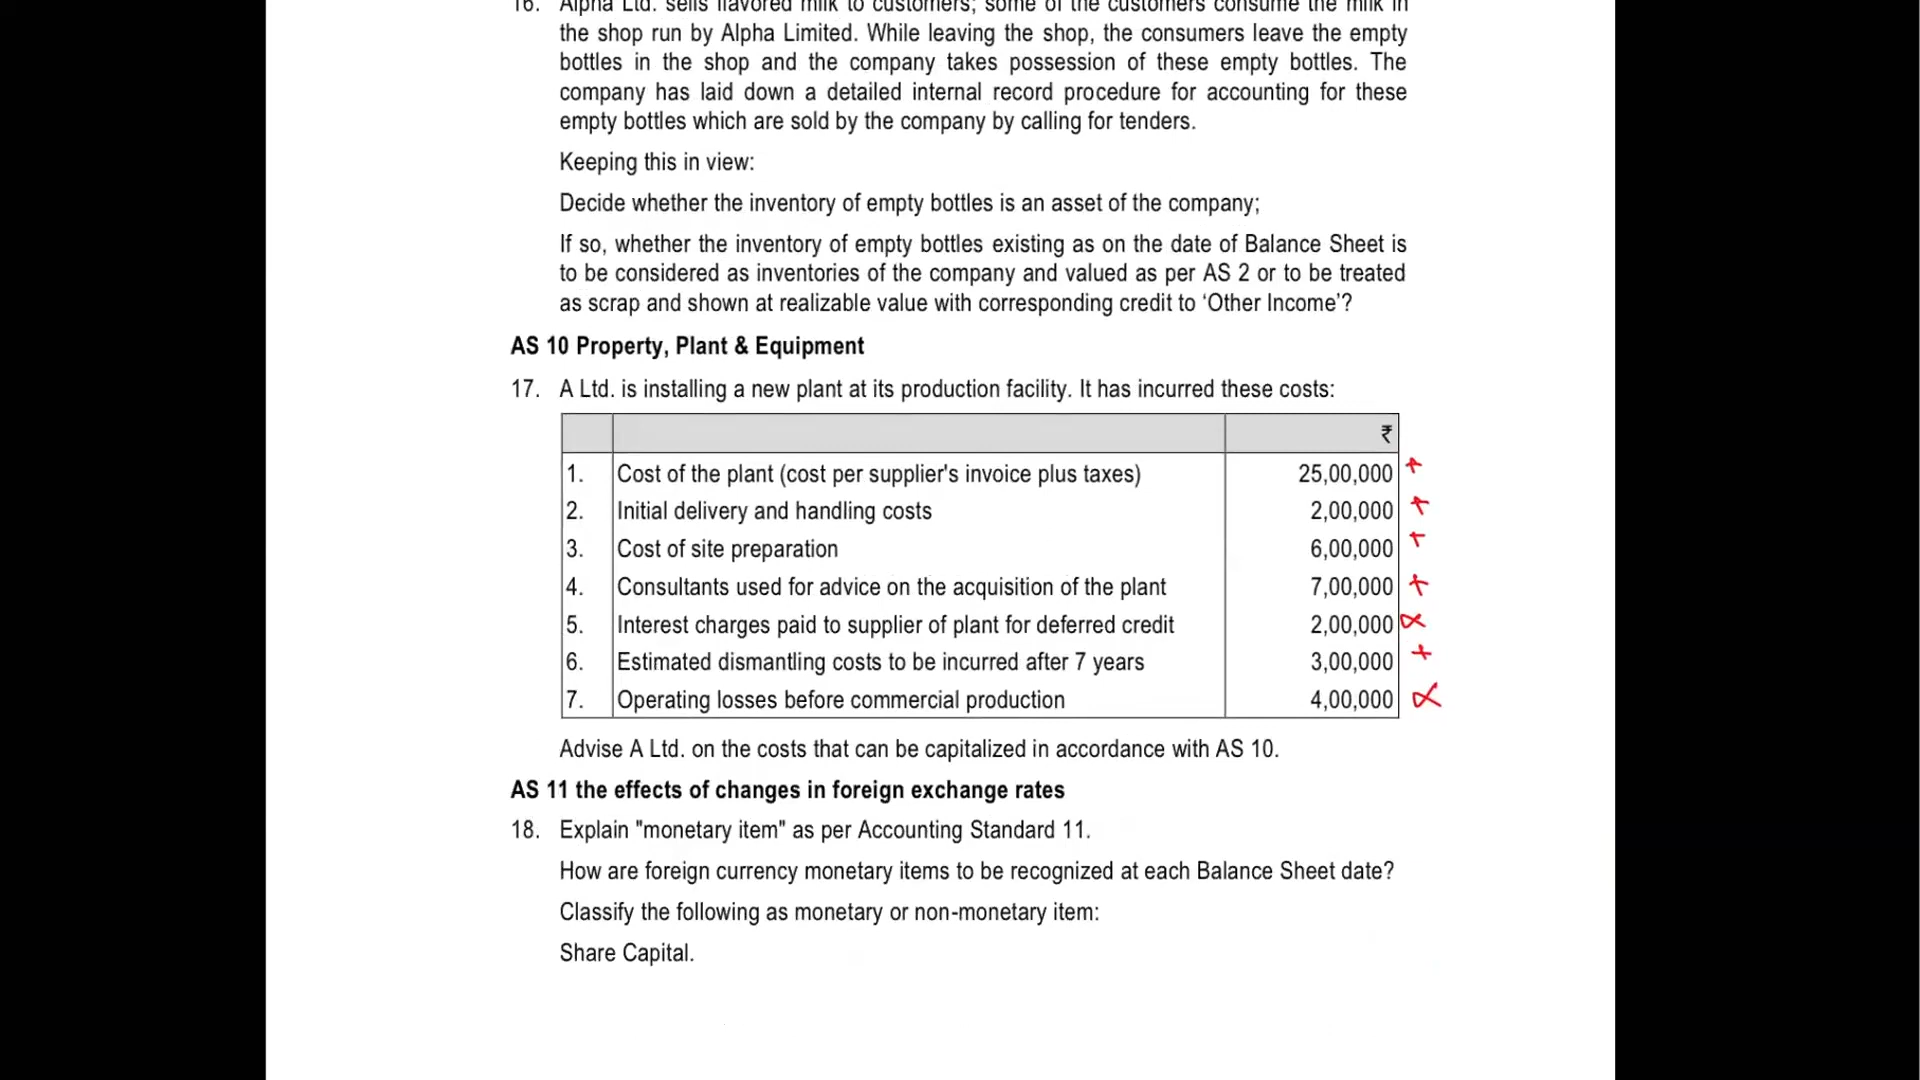 16. Alpha Ltd. sells flavored milk to customers; some of the customers consume the milk in
the shop run by Alpha Limited. While leaving the shop, the consumers leave the empty
bottles in the shop and the company takes possession of these empty bottles. The
company has laid down a detailed internal record procedure for accounting for these
empty bottles which are sold by the company by calling for tenders.
Keeping this in view:
Decide whether the inventory of empty bottles is an asset of the company;
If so, whether the inventory of empty bottles existing as on the date of Balance Sheet is
to be considered as inventories of the company and valued as per AS 2 or to be treated
as scrap and shown at realizable value with corresponding credit to ‘Other Income’?
AS 10 Property, Plant & Equipment
17. A Ltd. is installing a new plant at its production facility. It has incurred these costs:
₹
1. Cost of the plant (cost per supplier's invoice plus taxes) 25,00,000 +
2. Initial delivery and handling costs 2,00,000 +
3. Cost of site preparation 6,00,000 +
4. Consultants used for advice on the acquisition of the plant 7,00,000 +
5. Interest charges paid to supplier of plant for deferred credit 2,00,000
6. Estimated dismantling costs to be incurred after 7 years 3,00,000 +
7. Operating losses before commercial production 4,00,000
Advise A Ltd. on the costs that can be capitalized in accordance with AS 10.
AS 11 the effects of changes in foreign exchange rates
18. Explain "monetary item" as per Accounting Standard 11.
How are foreign currency monetary items to be recognized at each Balance Sheet date?
Classify the following as monetary or non-monetary item:
Share Capital.